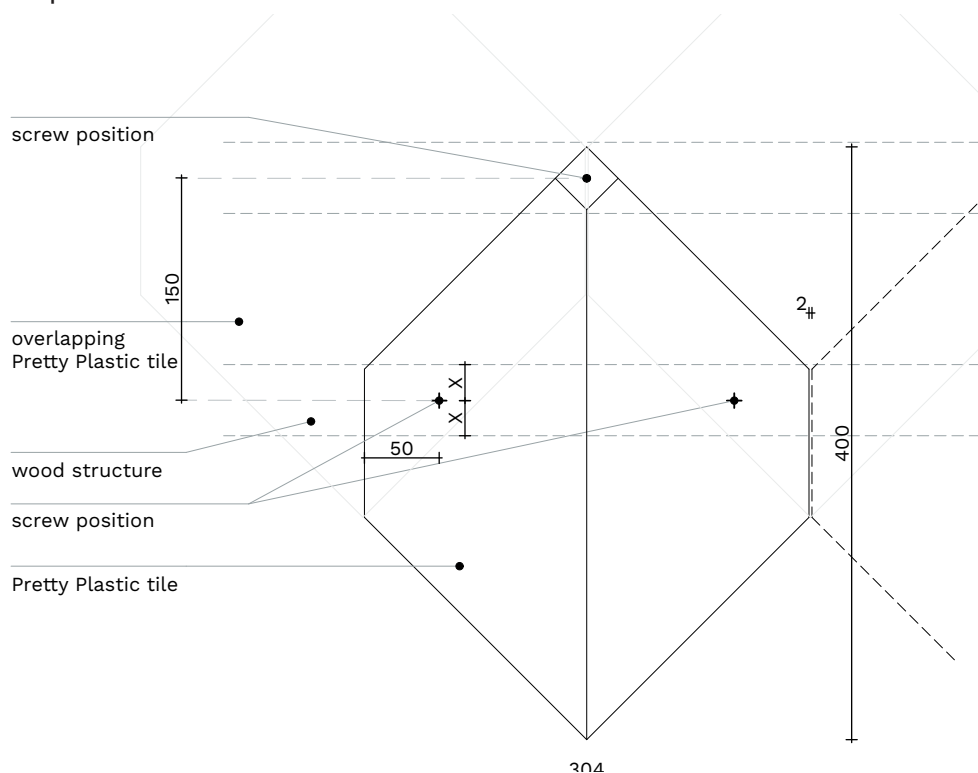 screw position
150
overlapping
Pretty Plastic tile
2
X
X
50
400
wood structure
screw position
Pretty Plastic tile
304